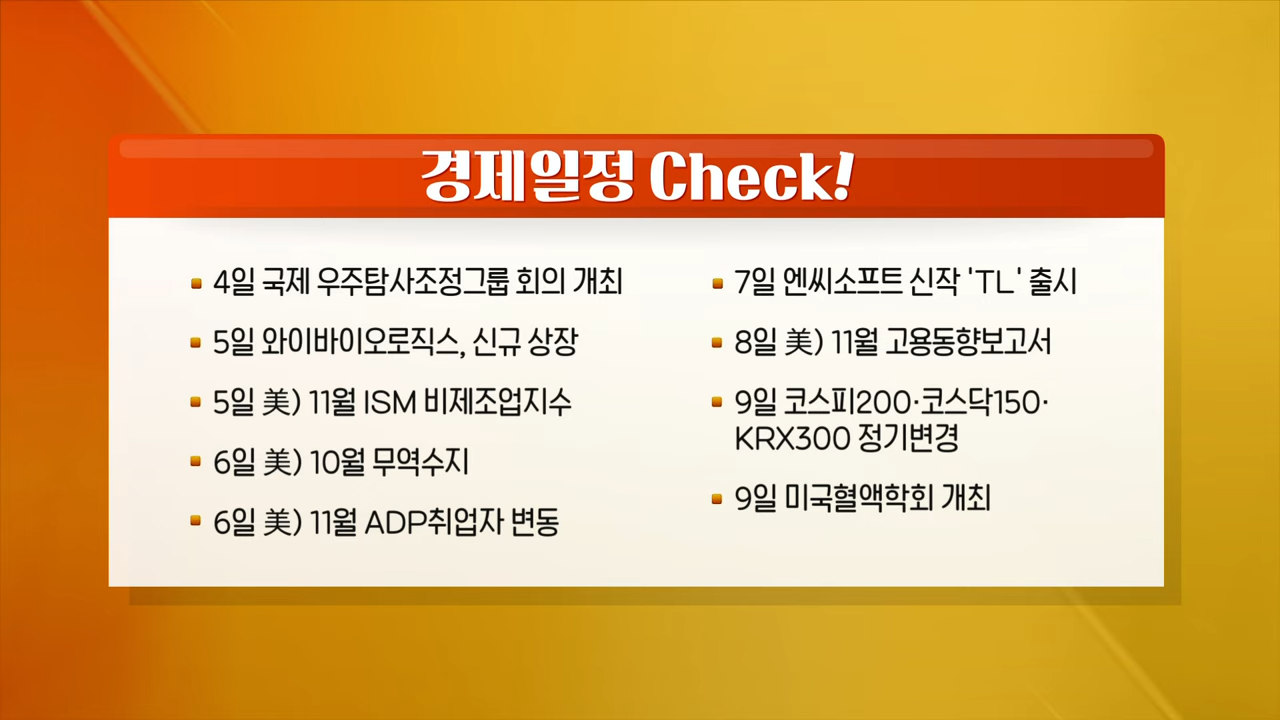 경제일정 Check!
4일 국제 우주탐사조정그룹 회의 개최
5일 와이바이오로직스, 신규 상장
5일 美) 11월 ISM 비제조업지수
6일 美) 10월 무역수지
6일 美) 11월 ADP취업자 변동
7일 엔씨소프트 신작 'TL' 출시
8일 美) 11월 고용동향보고서
9일 코스피200·코스닥150·
KRX300 정기변경
9일 미국혈액학회 개최